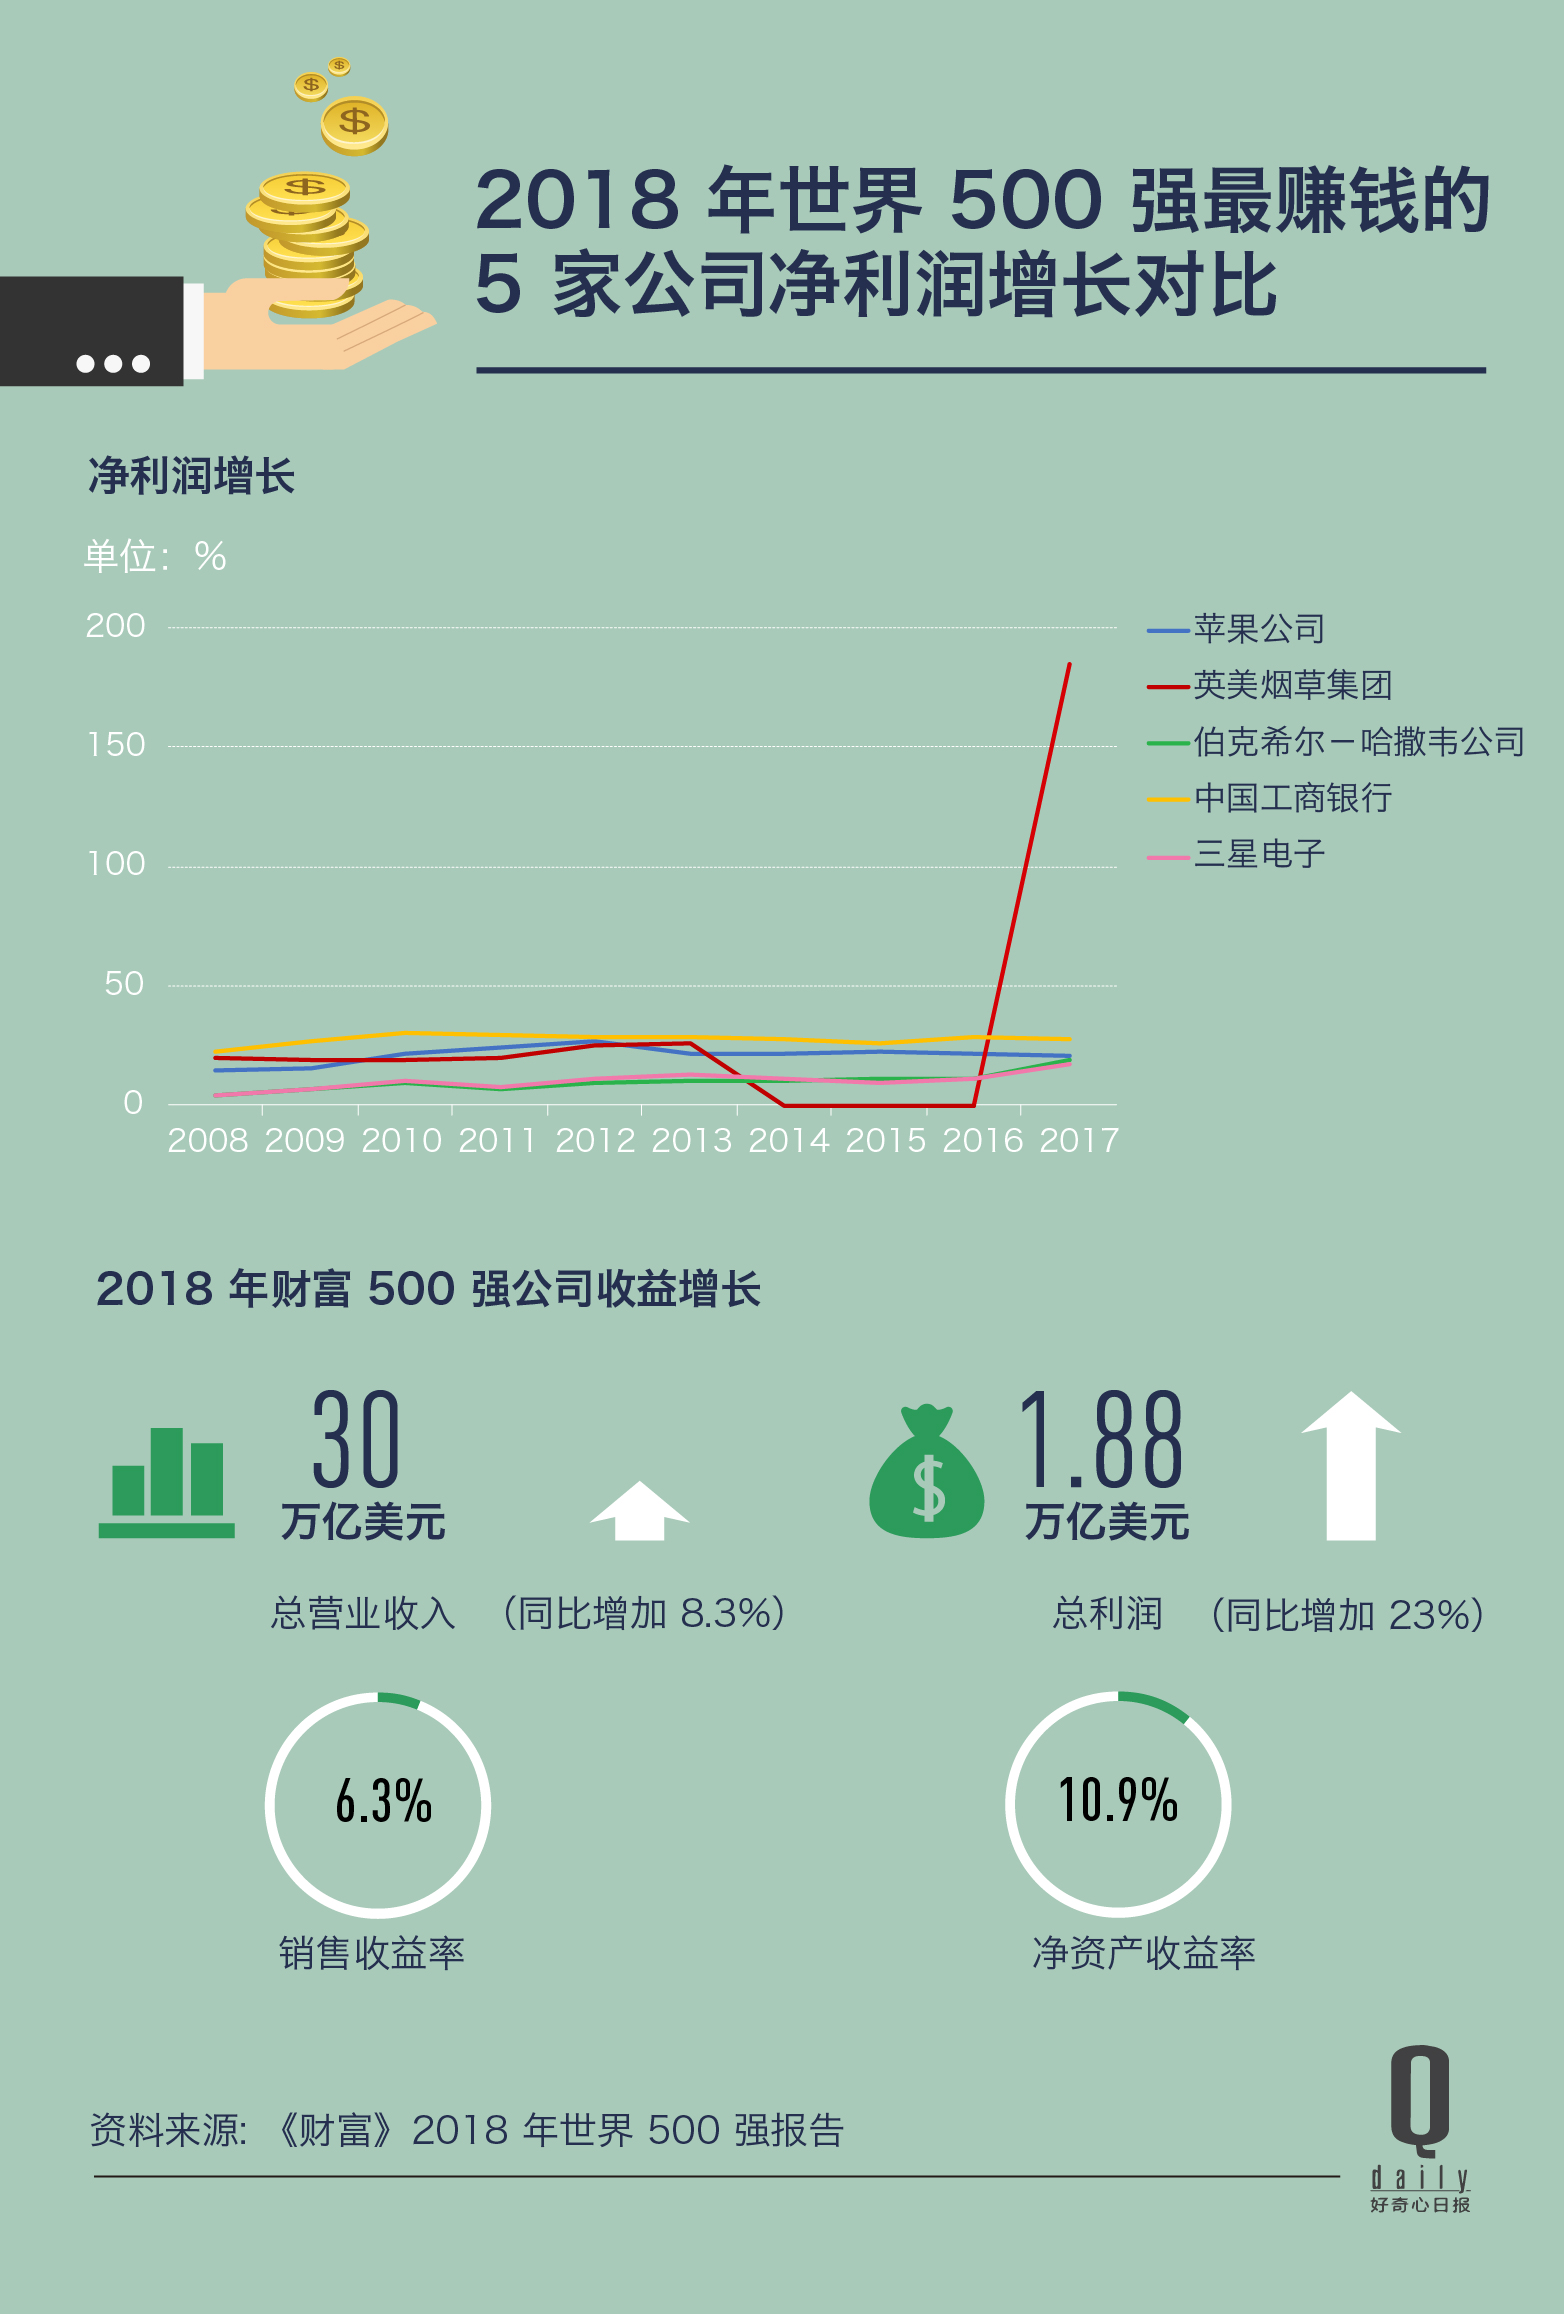 2018 年世界 500 强最赚钱的
5 家公司净利润增长对比
净利润增长
单位：%
200
150
100
50
0
2008 2009 2010 2011 2012 2013 2014 2015 2016 2017
苹果公司
英美烟草集团
伯克希尔－哈撒韦公司
中国工商银行
三星电子
2018 年财富 500 强公司收益增长
30
万亿美元
总营业收入 （同比增加 8.3%）
1.88
万亿美元
总利润 （同比增加 23%）
6.3%
销售收益率
10.9%
净资产收益率
资料来源: 《财富》2018 年世界 500 强报告
Q
daily
好奇心日报